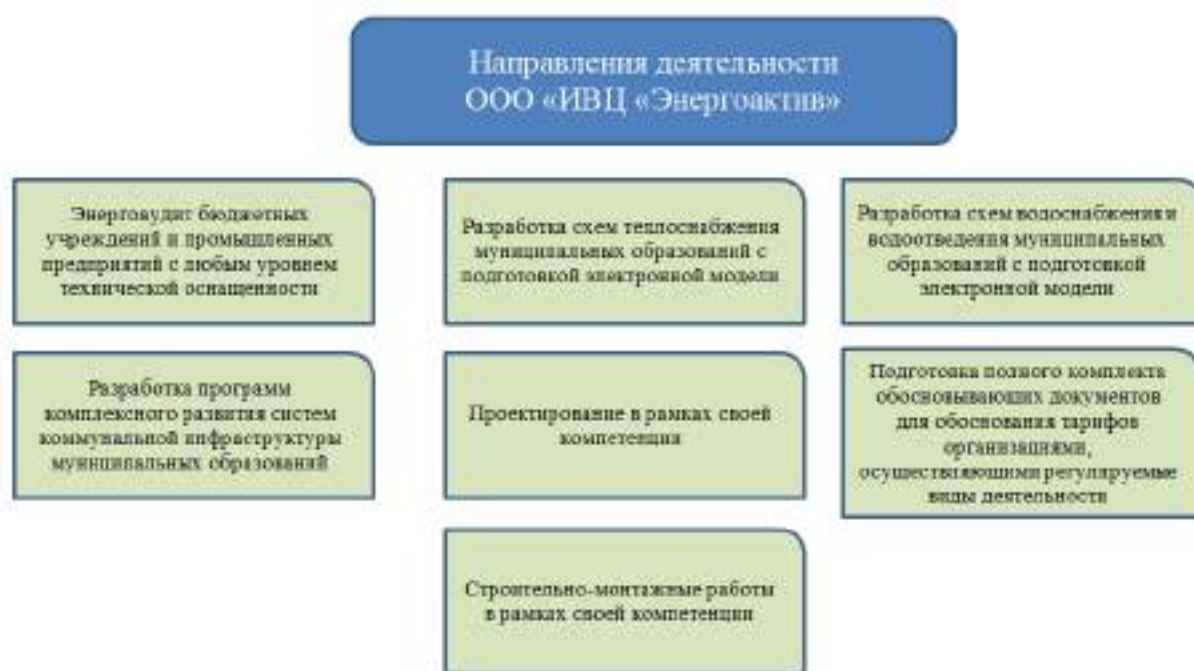 Направления деятельности
ООО «ИВЦ «Энергоактив»
Энергоаудит бюджетных
учреждений и промышленных
предприятий с любым уровнем
технической оснащенности
Разработка схем теплоснабжения
муниципальных образований с
подготовкой электронной модели
Разработка схем водоснабжения и
водоотведения муниципальных
образований с подготовкой
электронной модели
Разработка программ
комплексного развития систем
коммунальной инфраструктуры
муниципальных образований
Проектирование в рамках своей
компетенции
Подготовка полного комплекта
обосновывающих документов
для обоснования тарифов
организациями,
осуществляющими регулируемые
виды деятельности
Строительно-монтажные работы
в рамках своей компетенции